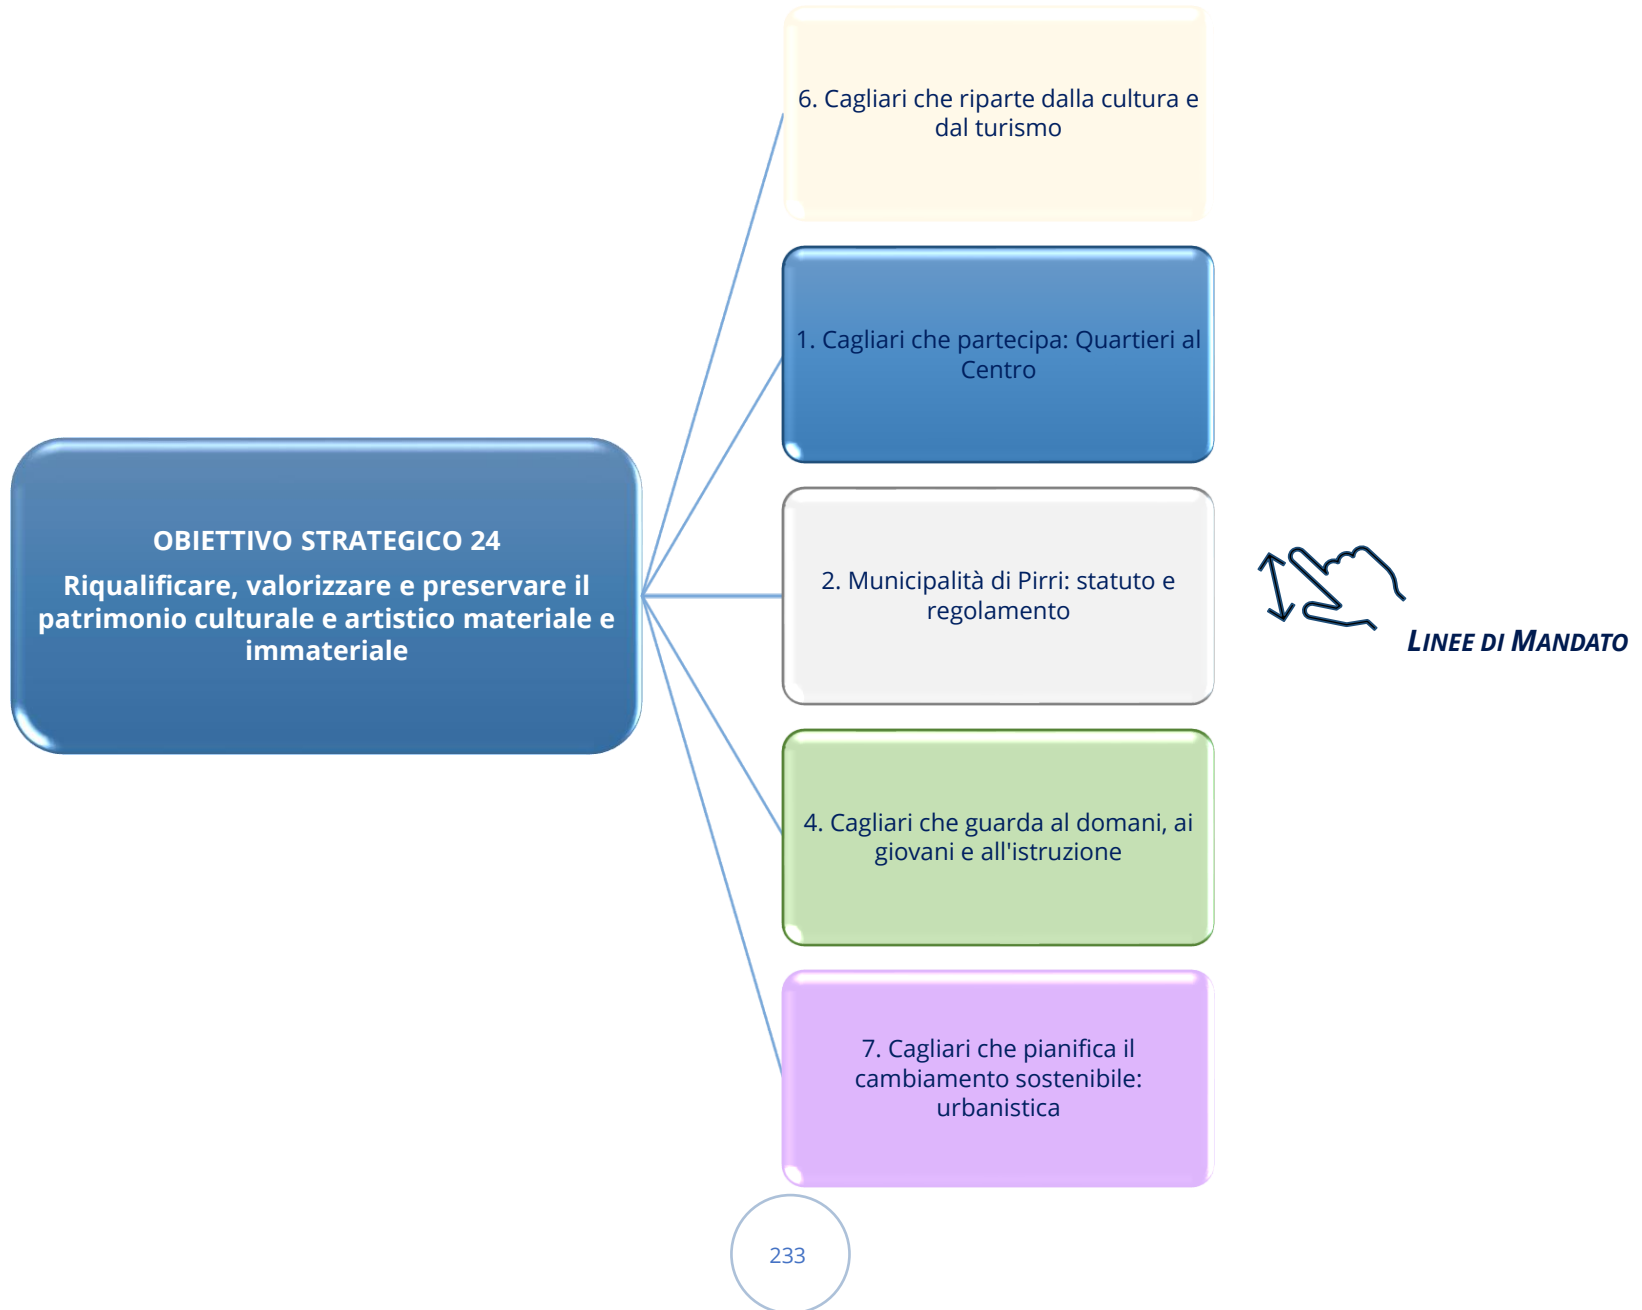 6. Cagliari che riparte dalla cultura e
dal turismo
1. Cagliari che partecipa: Quartieri al
Centro
OBIETTIVO STRATEGICO 24
Riqualificare, valorizzare e preservare il
patrimonio culturale e artistico materiale e
immateriale
2. Municipalità di Pirri: statuto e
regolamento
LINEE DI MANDATO
4. Cagliari che guarda al domani, ai
giovani e all'istruzione
7. Cagliari che pianifica il
cambiamento sostenibile:
urbanistica
233